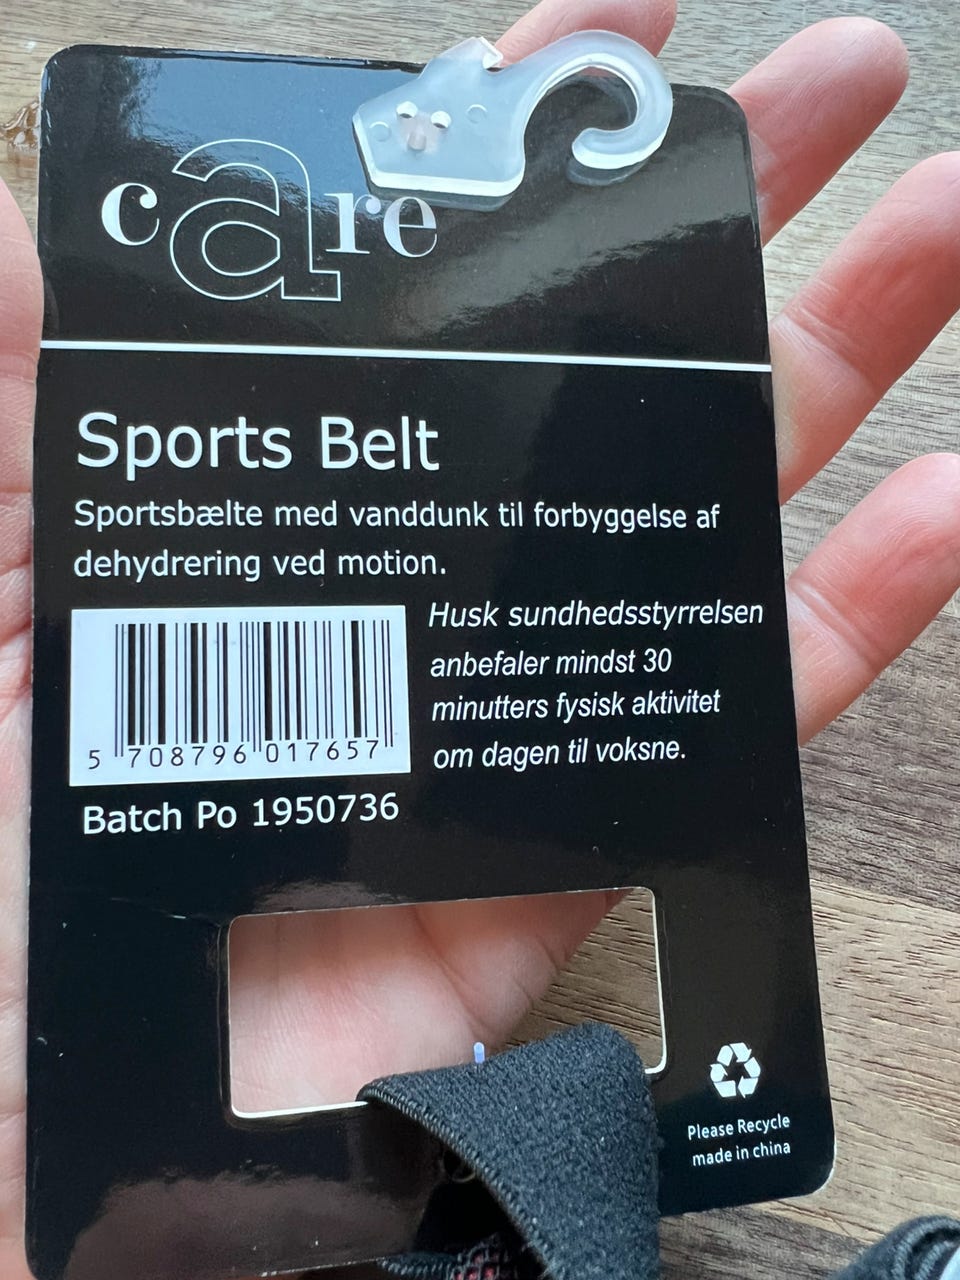 care
Sports Belt
Sportsbælte med vanddunk til forbyggelse af
dehydrering ved motion.
Husk sundhedsstyrrelsen
anbefaler mindst 30
minutters fysisk aktivitet
om dagen til voksne.
5 708796 017657
Batch Po 1950736
Please Recycle
made in china